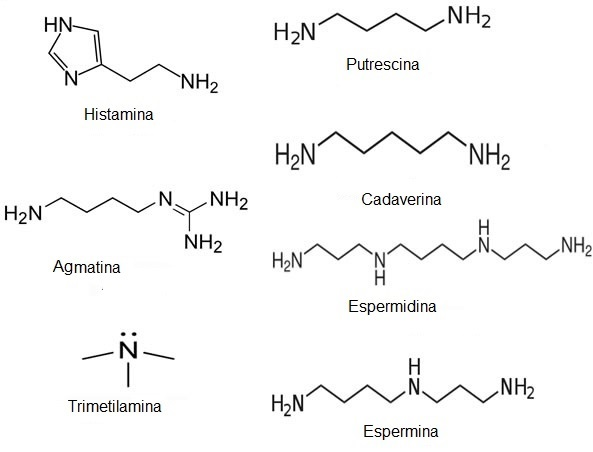 HN
N
NH2
Histamina
H2N
NH2
Putrescina
H2N
NH2
Cadaverina
H2N
N
NH2
NH2
Agmatina
H2N
N
H
H
N
NH2
Espermidina
N
Trimetilamina
H2N
H
N
NH2
Espermina